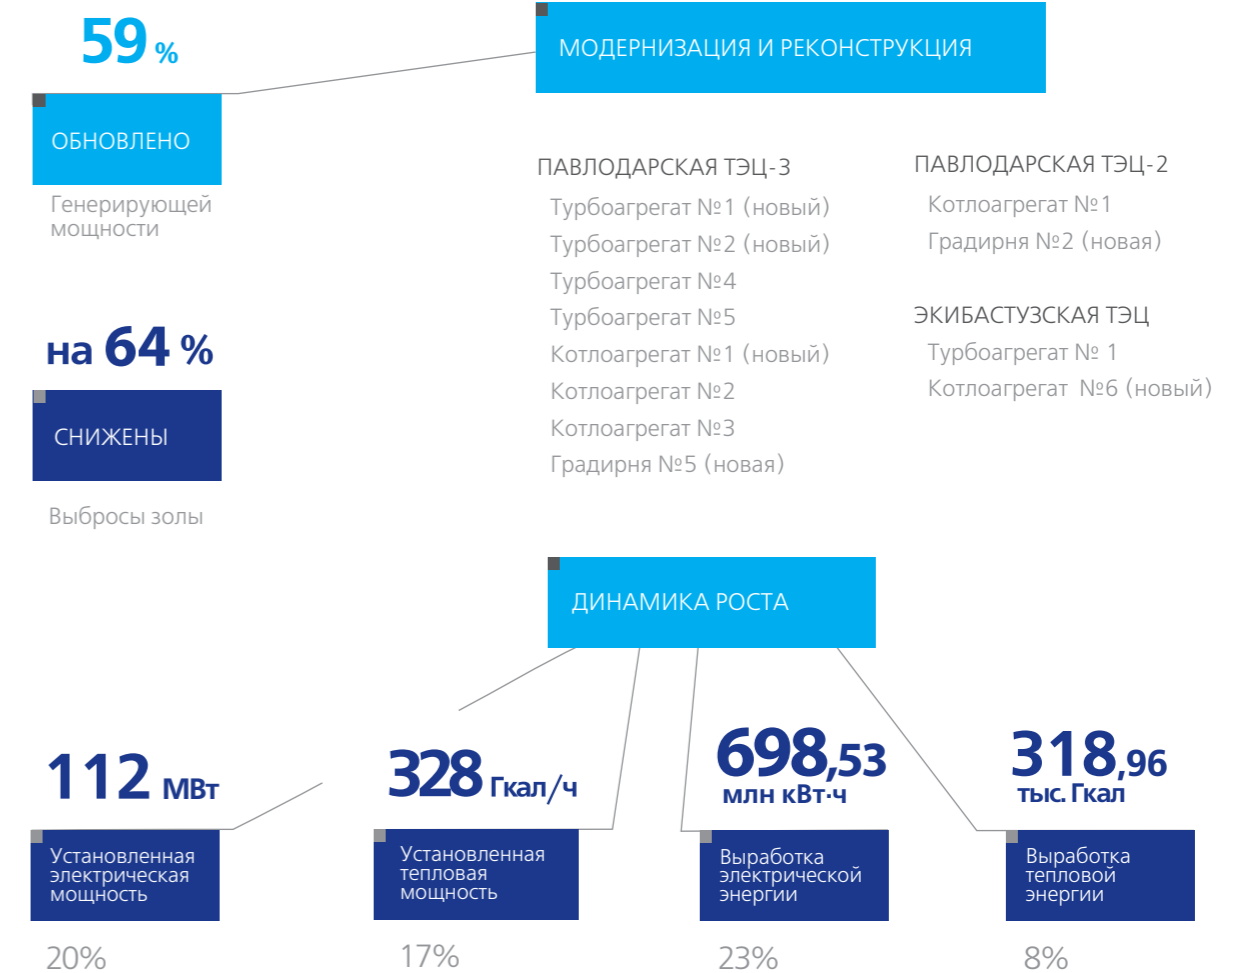 59 %
ОБНОВЛЕНО
Генерирующей
мощности
на 64 %
СНИЖЕНЫ
Выбросы золы
МОДЕРНИЗАЦИЯ И РЕКОНСТРУКЦИЯ
ПАВЛОДАРСКАЯ ТЭЦ-3
Турбоагрегат №1 (новый)
Турбоагрегат №2 (новый)
Турбоагрегат №4
Турбоагрегат №5
Котлоагрегат №1 (новый)
Котлоагрегат №2
Котлоагрегат №3
Градирня №5 (новая)
ПАВЛОДАРСКАЯ ТЭЦ-2
Котлоагрегат №1
Градирня №2 (новая)
ЭКИБАСТУЗСКАЯ ТЭЦ
Турбоагрегат № 1
Котлоагрегат №6 (новый)
ДИНАМИКА РОСТА
112 МВт
Установленная
электрическая
мощность
20%
328 Гкал/ч
Установленная
тепловая
мощность
17%
698,53
млн кВт·ч
Выработка
электрической
энергии
23%
318,96
тыс. Гкал
Выработка
тепловой
энергии
8%